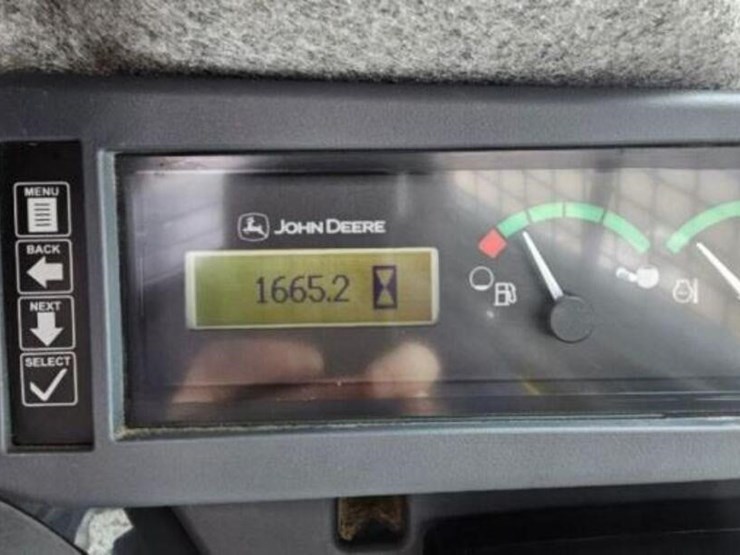 MENU
BACK
NEXT
SELECT
JOHN DEERE
1665.2